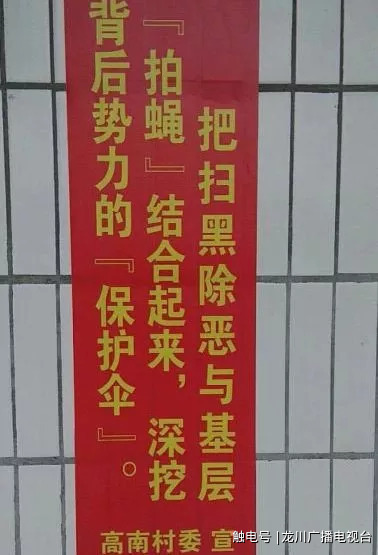 把扫黑除恶与基层
『拍蝇』结合起来，深挖
背后势力的『保护伞』。
高南村委 宣
触电号|龙川广播电视台